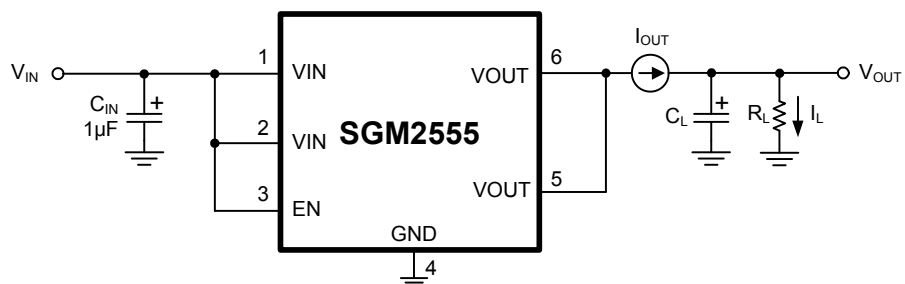 V_IN
C_IN
1μF
+
1
VIN
2
VIN
3
EN
SGM2555
GND
4
6
VOUT
5
VOUT
I_OUT
C_L
+
R_L
I_L
V_OUT